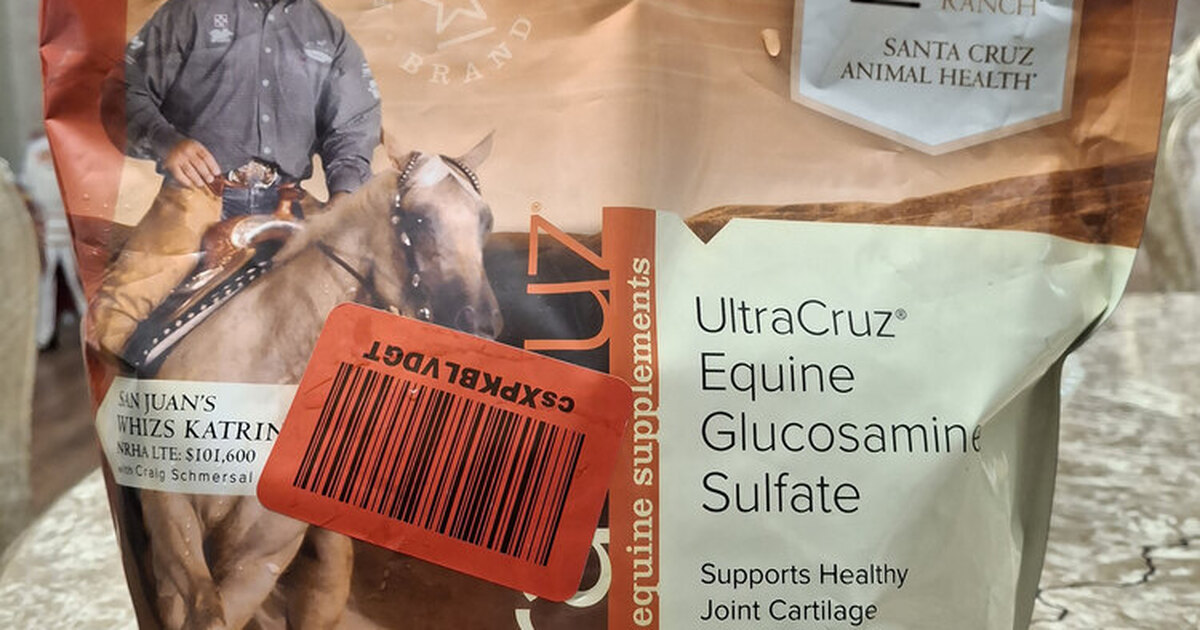 BRAND
RANCH
SANTA CRUZ
ANIMAL HEALTH®
uz®
equine supplements
UltraCruz®
Equine
Glucosamine
Sulfate
Supports Healthy
Joint Cartilage
SAN JUAN'S
WHIZS KATRIN
NRHA LTE: $101,600
with Craig Schmersal
csXPKBLVDGT